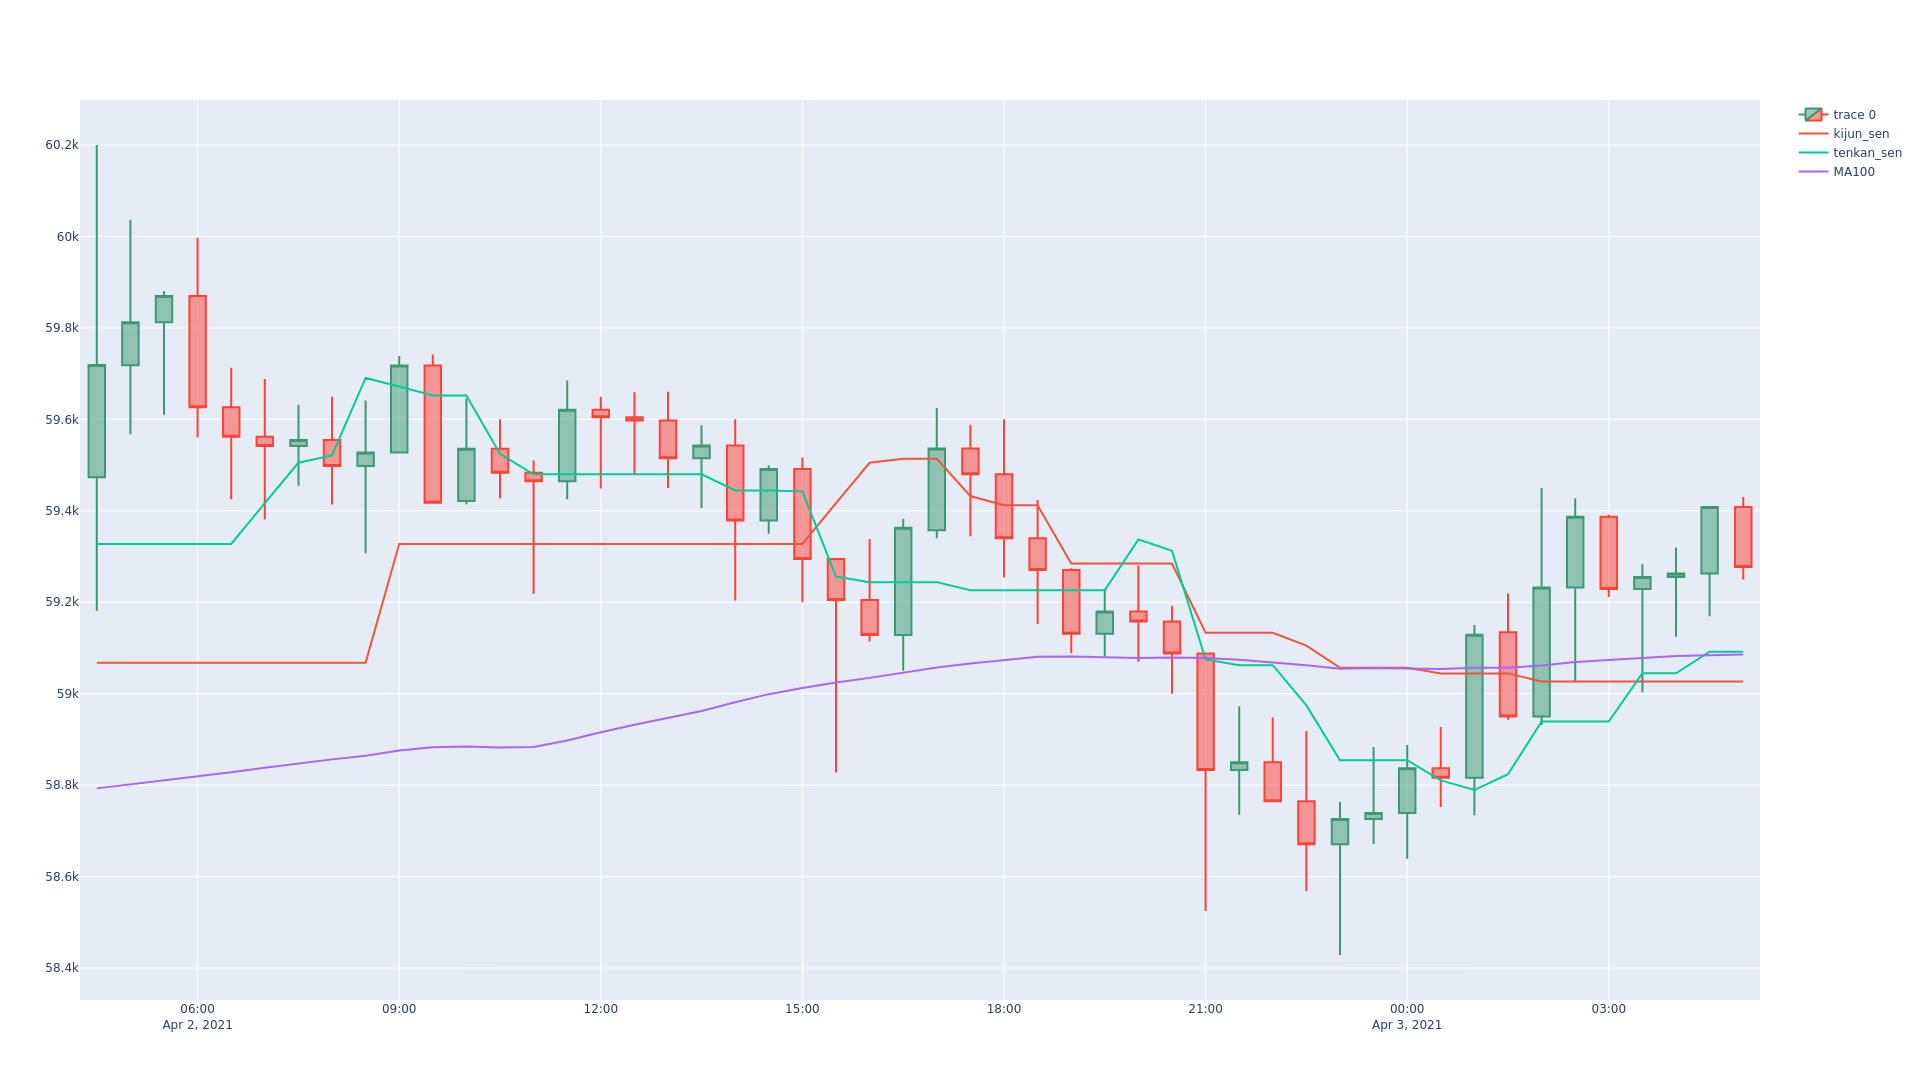 60.2k
60k
59.8k
59.6k
59.4k
59.2k
59k
58.8k
58.6k
58.4k
06:00
Apr 2, 2021
09:00
12:00
15:00
18:00
21:00
00:00
Apr 3, 2021
03:00
trace 0
kijun_sen
tenkan_sen
MA100